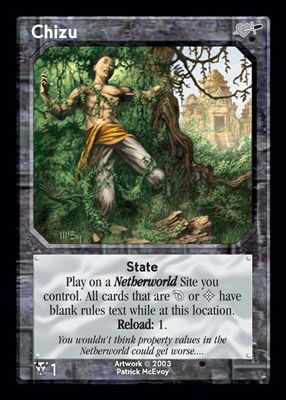 Chizu
McEvoy
State
Play on a Netherworld Site you
control. All cards that are or have
blank rules text while at this location.
Reload: 1.
You wouldn't think property values in the
Netherworld could get worse....
1
Artwork © 2003
Patrick McEvoy